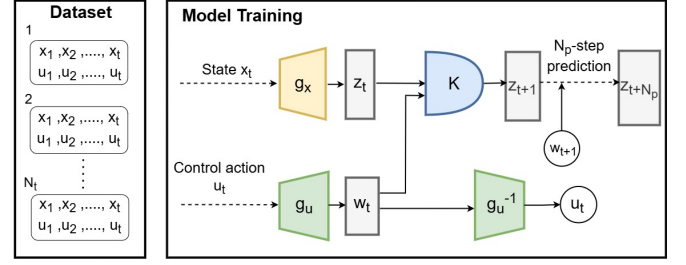 Dataset
1
x₁ ,x₂ ,...., xₜ
u₁ ,u₂ ,...., uₜ
2
x₁ ,x₂ ,...., xₜ
u₁ ,u₂ ,...., uₜ
Nₜ
x₁ ,x₂ ,...., xₜ
u₁ ,u₂ ,...., uₜ
Model Training
State xₜ
gₓ
zₜ
K
zₜ₊₁
Nₚ-step
prediction
zₜ₊Nₚ
wₜ₊₁
Control action
uₜ
gᵤ
wₜ
gᵤ⁻¹
uₜ